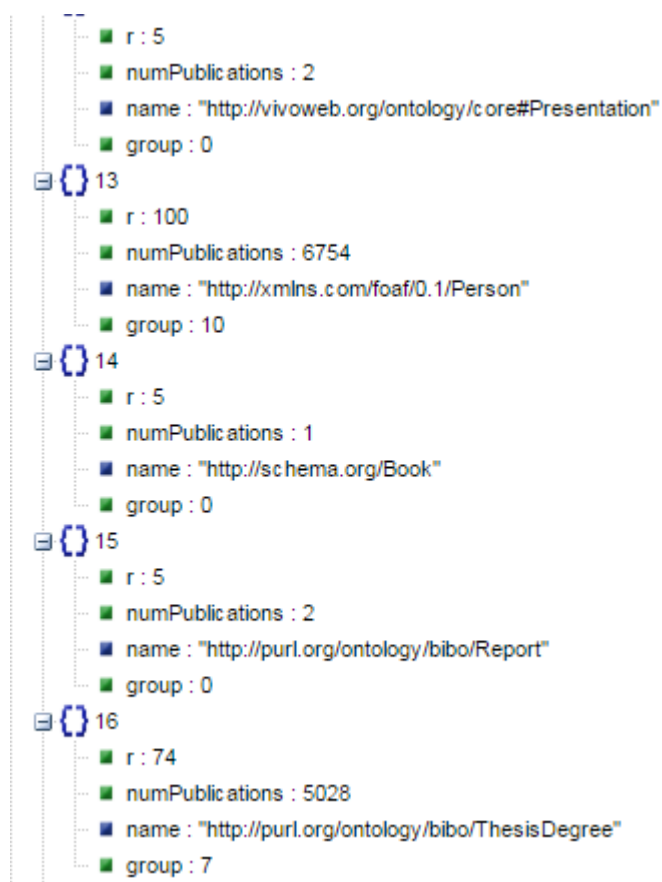 r : 5
numPublications : 2
name : "http://vivoweb.org/ontology/core#Presentation"
group : 0
{} 13
r : 100
numPublications : 6754
name : "http://xmlns.com/foaf/0.1/Person"
group : 10
{} 14
r : 5
numPublications : 1
name : "http://schema.org/Book"
group : 0
{} 15
r : 5
numPublications : 2
name : "http://purl.org/ontology/bibo/Report"
group : 0
{} 16
r : 74
numPublications : 5028
name : "http://purl.org/ontology/bibo/ThesisDegree"
group : 7